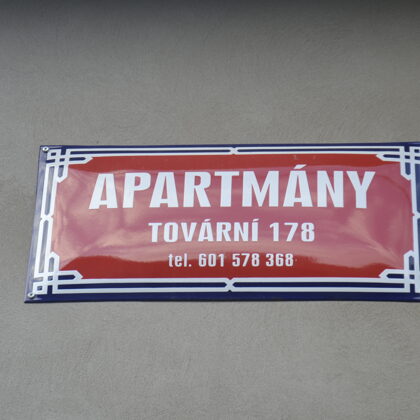 APARTMÁNY
TOVÁRNÍ 178
tel. 601 578 368